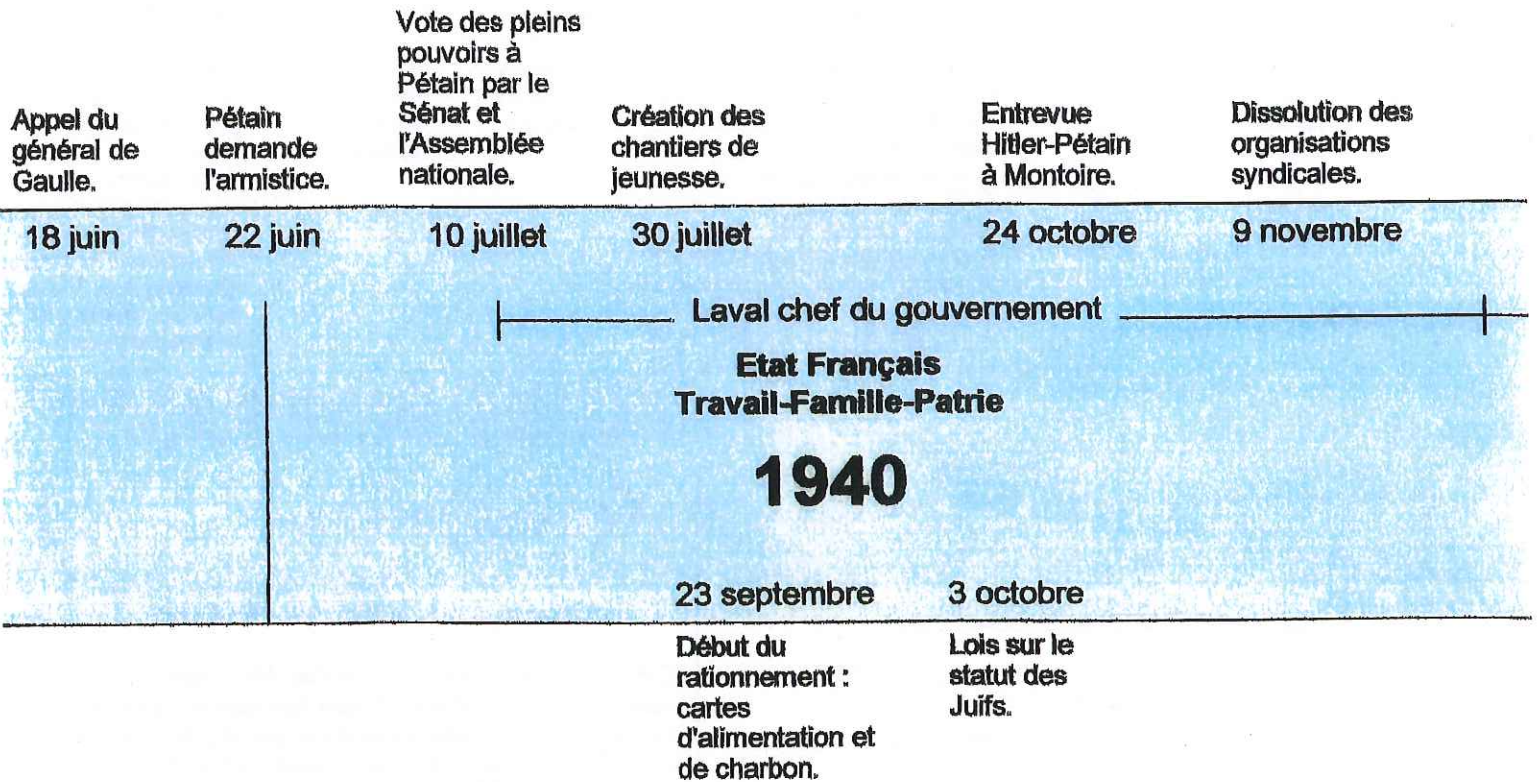 Appel du
général de
Gaulle.
Pétain
demande
l'armistice.
Vote des pleins
pouvoirs à
Pétain par le
Sénat et
l'Assemblée
nationale.
Création des
chantiers de
jeunesse.
Entrevue
Hitler-Pétain
à Montoire.
Dissolution des
organisations
syndicales.
18 juin
22 juin
10 juillet
30 juillet
24 octobre
9 novembre
Laval chef du gouvernement
Etat Français
Travail-Famille-Patrie
1940
23 septembre
3 octobre
Début du
rationnement :
cartes
d'alimentation et
de charbon.
Lois sur le
statut des
Juifs.